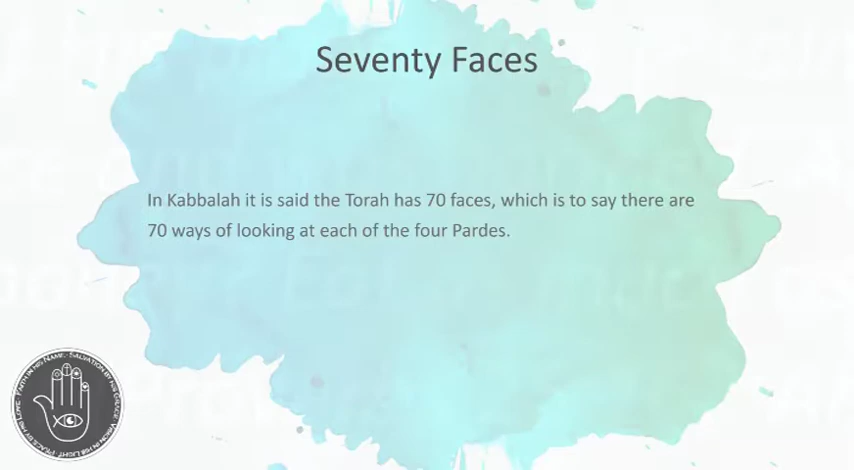 Seventy Faces
In Kabbalah it is said the Torah has 70 faces, which is to say there are
70 ways of looking at each of the four Pardes.